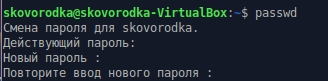 skovorodka@skovorodka-VirtualBox:~$ passwd
Смена пароля для skovorodka.
Действующий пароль:
Новый пароль :
Повторите ввод нового пароля :